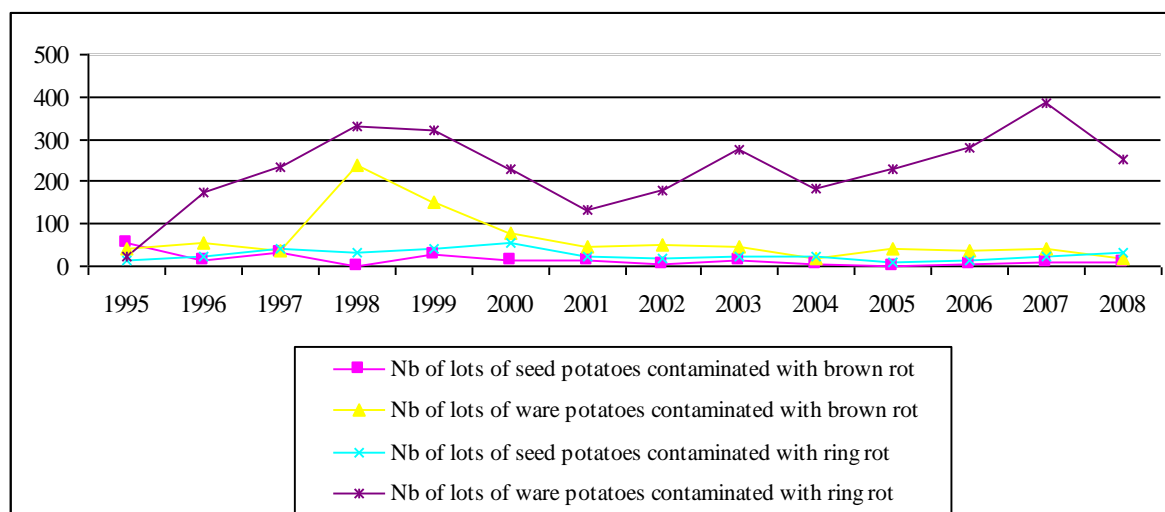 500
400
300
200
100
0
1995 1996 1997 1998 1999 2000 2001 2002 2003 2004 2005 2006 2007 2008
Nb of lots of seed potatoes contaminated with brown rot
Nb of lots of ware potatoes contaminated with brown rot
Nb of lots of seed potatoes contaminated with ring rot
Nb of lots of ware potatoes contaminated with ring rot